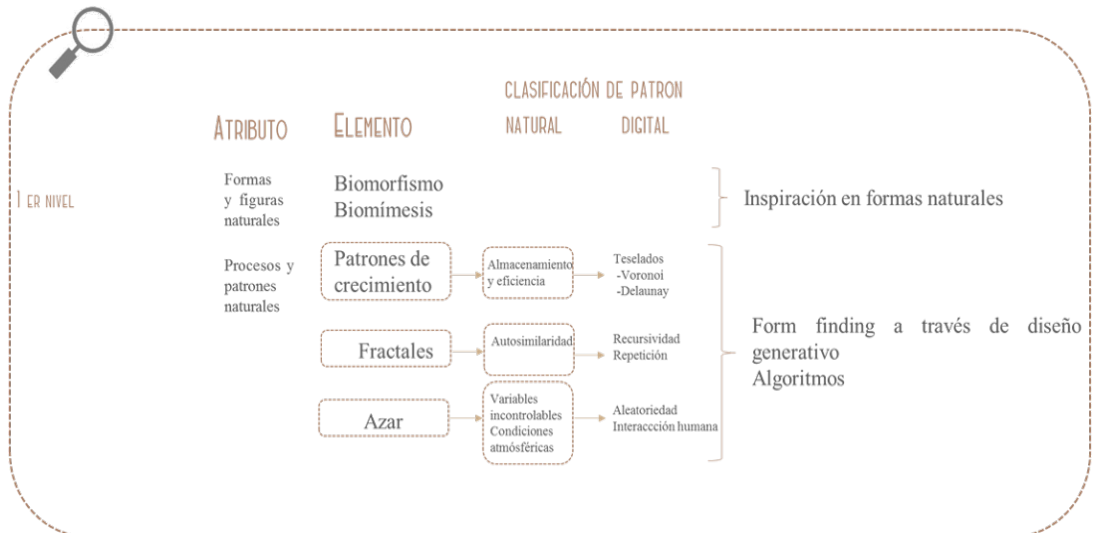 CLASIFICACIÓN DE PATRON
ATRIBUTO
ELEMENTO
NATURAL
DIGITAL
1 ER NIVEL
Formas
y figuras
naturales
Biomorfismo
Biomímesis
Inspiración en formas naturales
Procesos y
patrones
naturales
Patrones de
crecimiento
Almacenamiento
y eficiencia
Teselados
-Voronoi
-Delaunay
Fractales
Autosimilaridad
Recursividad
Repetición
Azar
Variables
incontrolables
Condiciones
atmósféricas
Aleatoriedad
Interaccción humana
Form finding a través de diseño
generativo
Algoritmos